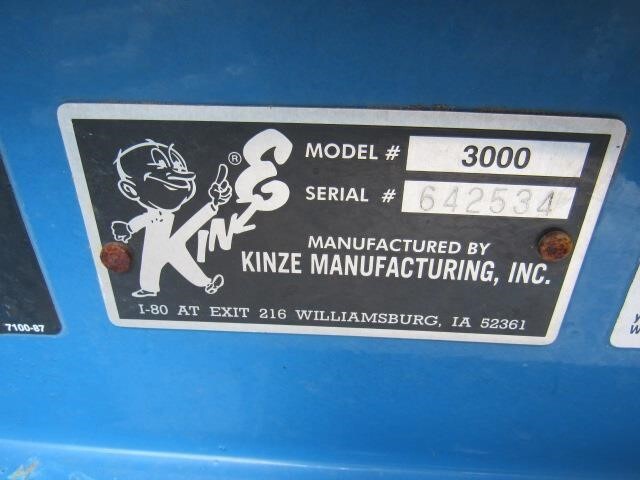 KINZE ®
MODEL # 3000
SERIAL # 642534
MANUFACTURED BY
KINZE MANUFACTURING, INC.
I-80 AT EXIT 216 WILLIAMSBURG, IA 52361
7100-87